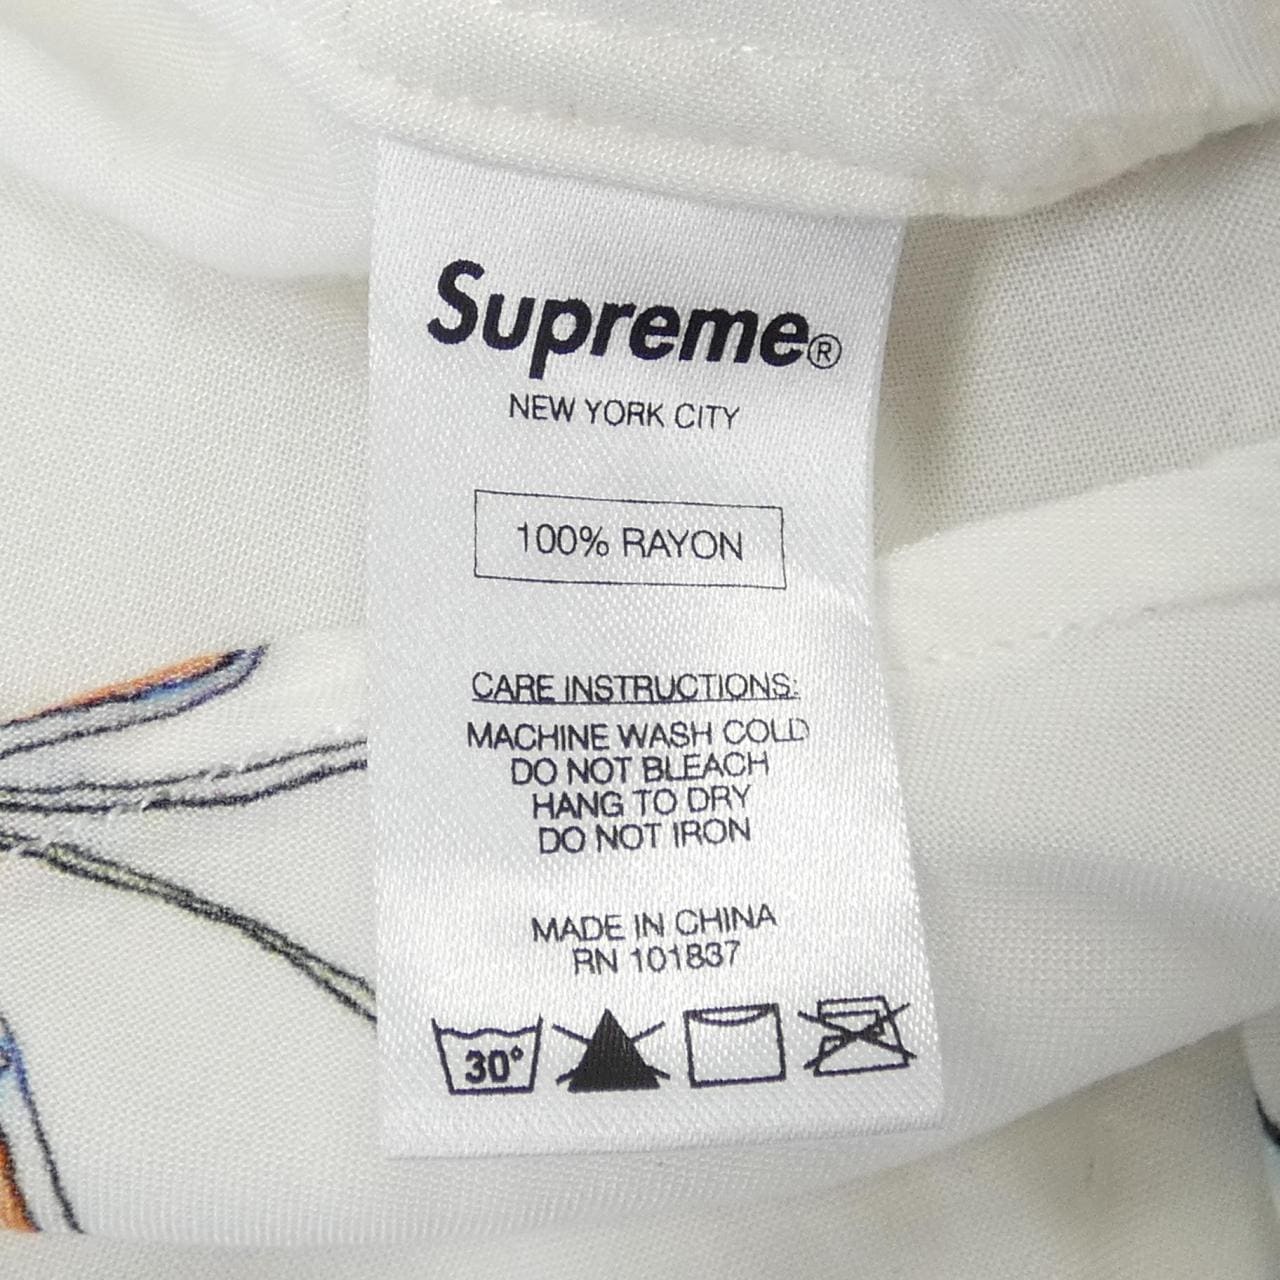 Supreme®
NEW YORK CITY
100% RAYON
CARE INSTRUCTIONS:
MACHINE WASH COLD
DO NOT BLEACH
HANG TO DRY
DO NOT IRON
MADE IN CHINA
RN 101837
30°